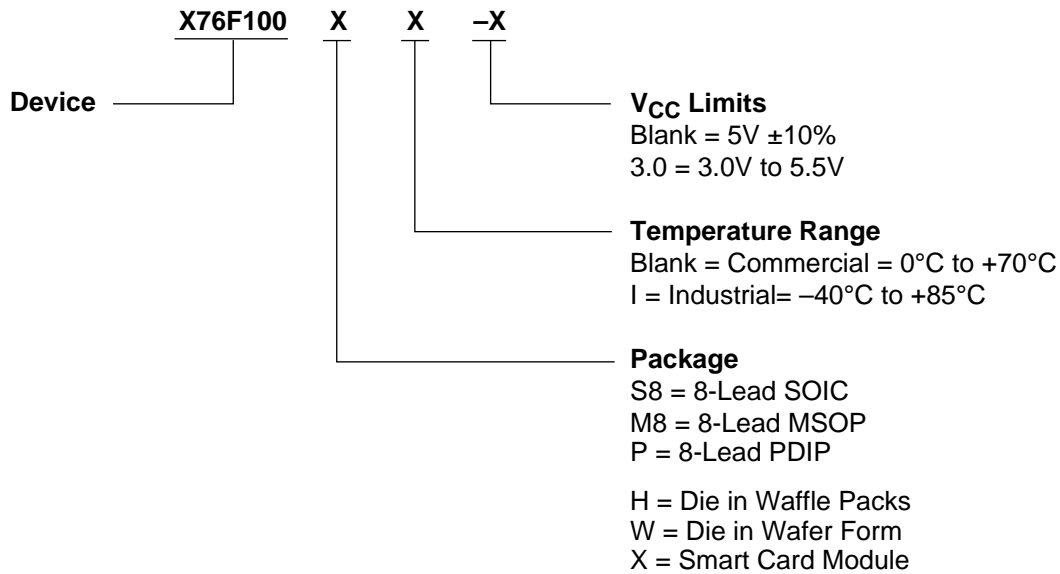 X76F100 X X –X
Device
VCC Limits
Blank = 5V ±10%
3.0 = 3.0V to 5.5V
Temperature Range
Blank = Commercial = 0°C to +70°C
I = Industrial= –40°C to +85°C
Package
S8 = 8-Lead SOIC
M8 = 8-Lead MSOP
P = 8-Lead PDIP
H = Die in Waffle Packs
W = Die in Wafer Form
X = Smart Card Module